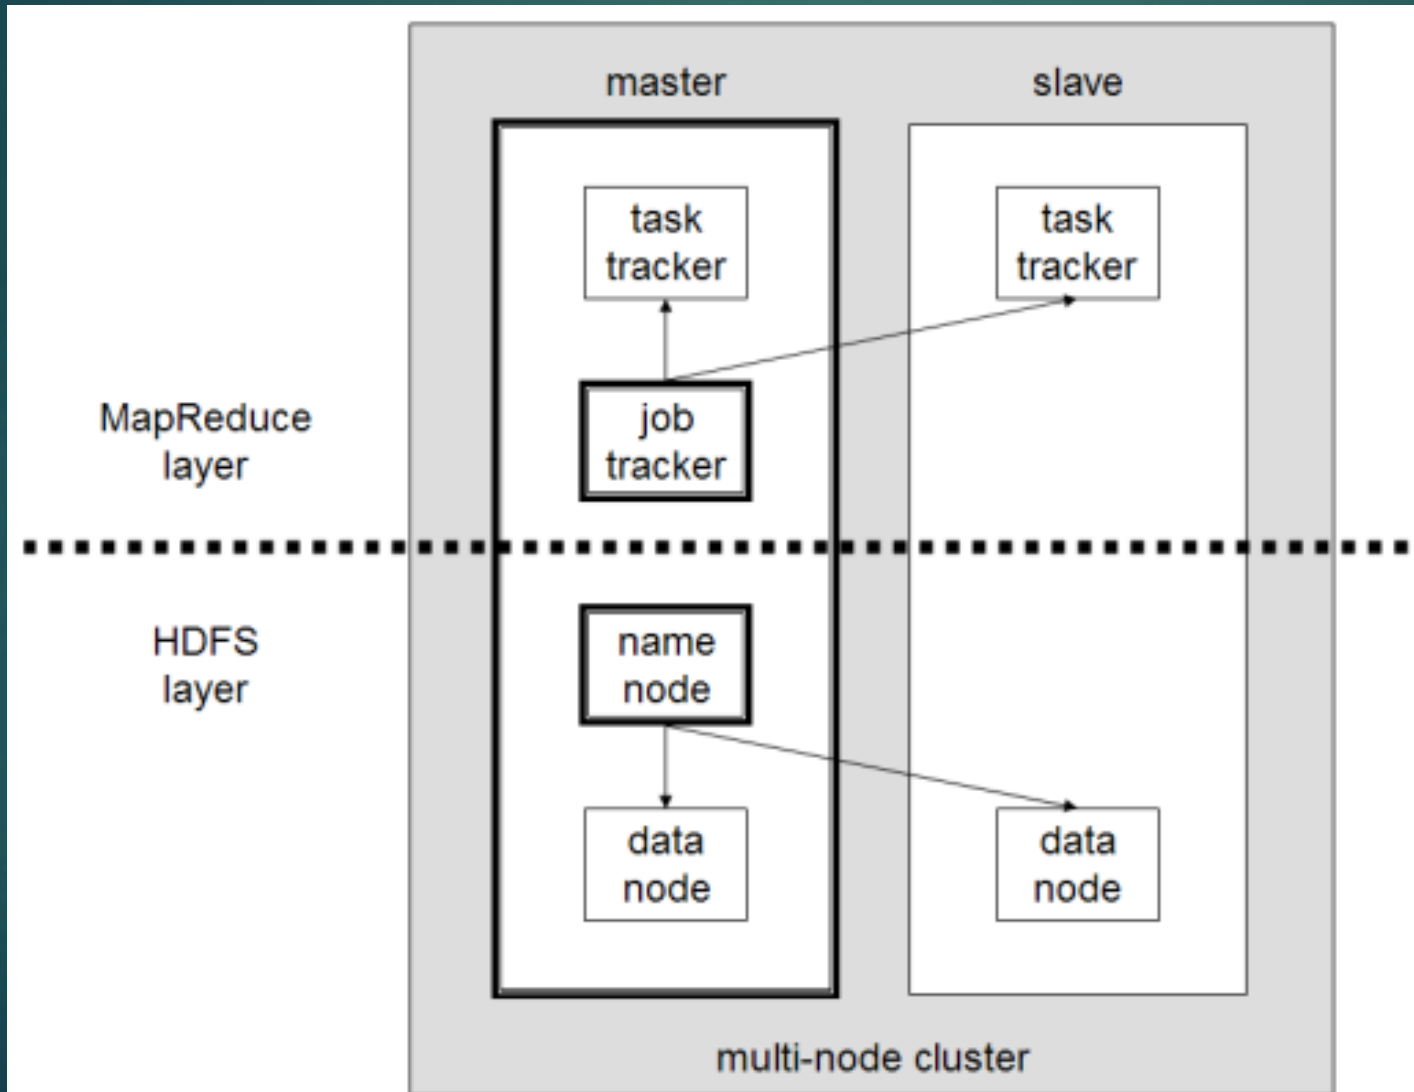 master
slave
task
tracker
task
tracker
MapReduce
layer
job
tracker
HDFS
layer
name
node
data
node
data
node
multi-node cluster